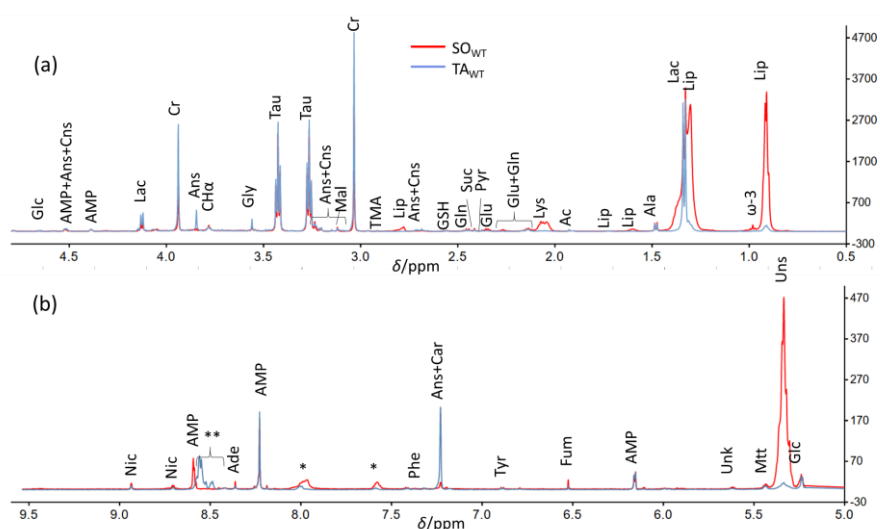 (a)
SO_WT
TA_WT
Glc
AMP+Ans+Cns
AMP
Lac
Cr
Ans
CHα
Gly
Tau
Tau
Ans+Cns
Mal
Cr
TMA
Lip
Ans+Cns
GSH
Gln
Suc
Pyr
Glu
Glu+Gln
Lys
Ac
Lip
Lip
Ala
Lac
Lip
ω-3
Lip
4700
3700
2700
1700
700
-300
4.5 4.0 3.5 3.0 2.5 2.0 1.5 1.0 0.5
δ/ppm
(b)
Nic
Nic
AMP
**
Ade
AMP
*
*
Phe
Ans+Car
Tyr
Fum
AMP
Unk
Mtt
Uns
Glc
470
370
270
170
70
-30
9.5 9.0 8.5 8.0 7.5 7.0 6.5 6.0 5.5 5.0
δ/ppm